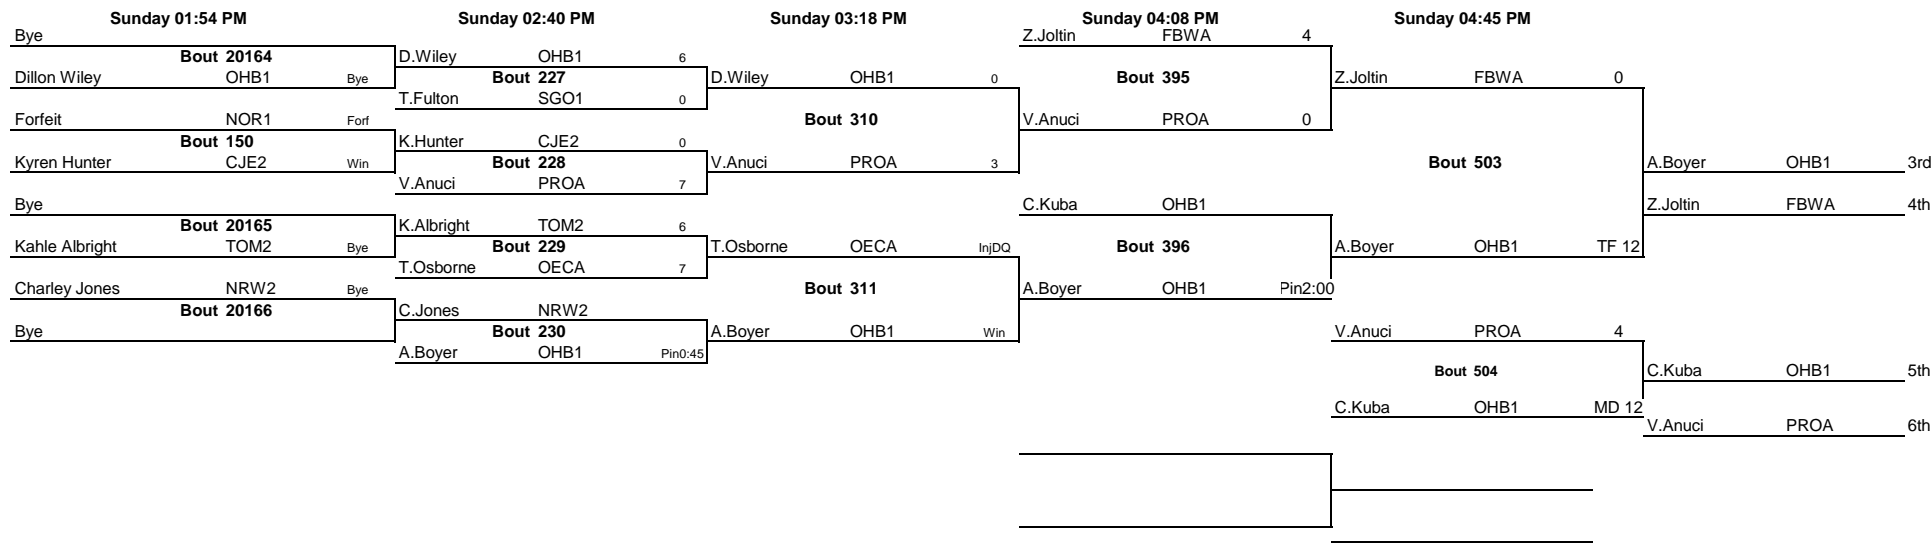 Sunday 01:54 PM Sunday 02:40 PM Sunday 03:18 PM Sunday 04:08 PM Sunday 04:45 PM
Bye Z.Joltin FBWA 4
Bout 20164 D.Wiley OHB1 6
Dillon Wiley OHB1 Bye Bout 227 D.Wiley OHB1 0 Bout 395 Z.Joltin FBWA 0
T.Fulton SGO1 0
Forfeit NOR1 Forf Bout 310 V.Anuci PROA 0
Bout 150 K.Hunter CJE2 0
Kyren Hunter CJE2 Win Bout 228 V.Anuci PROA 3 Bout 503 A.Boyer OHB1 3rd
V.Anuci PROA 7
Bye C.Kuba OHB1 Z.Joltin FBWA 4th
Bout 20165 K.Albright TOM2 6
Kahle Albright TOM2 Bye Bout 229 T.Osborne OECA InjDQ Bout 396 A.Boyer OHB1 TF 12
T.Osborne OECA 7
Charley Jones NRW2 Bye Bout 311 A.Boyer OHB1 Pin2:00
Bout 20166 C.Jones NRW2
Bye Bout 230 A.Boyer OHB1 Win V.Anuci PROA 4
A.Boyer OHB1 Pin0:45
Bout 504 C.Kuba OHB1 5th
C.Kuba OHB1 MD 12
V.Anuci PROA 6th